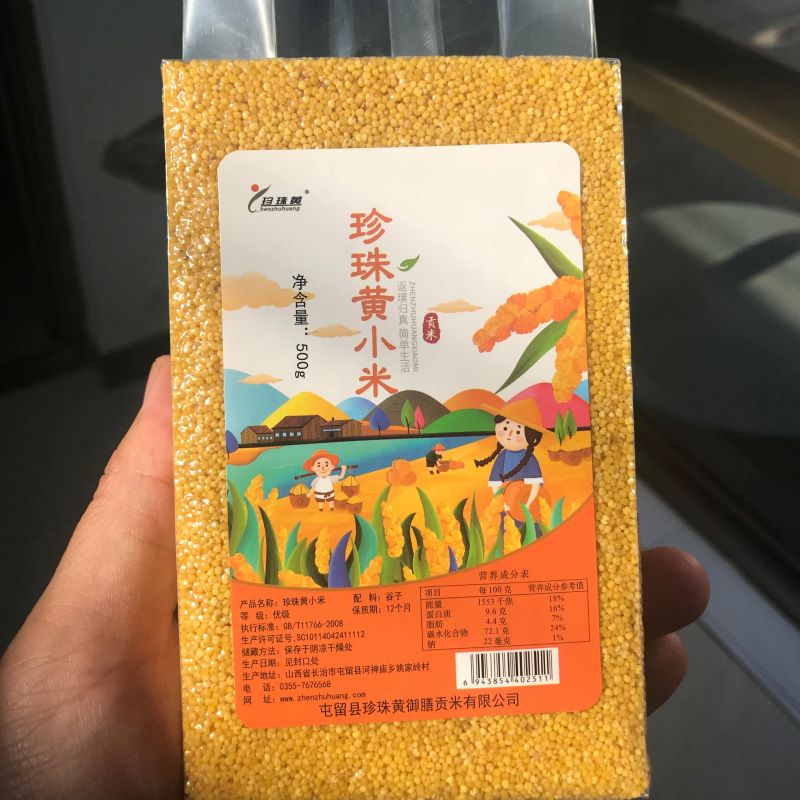 珍珠黄®
henzhuhuang
珍珠黄小米
ZHENZHUHUANGXIAOMI
返璞归真 简单生活
贡米
净含量：500g
产品名称：珍珠黄小米 配 料：谷子
等 级：优级 保质期：12个月
执行标准：GB/T11766-2008
生产许可证号：SC10114042411112
储藏方法：保存于阴凉干燥处
生产日期：见封口处
生产地址：山西省长治市屯留县河神庙乡姚家岭村
电 话：0355-7676568
网 址：www.zhenzhuhuang.com
营养成分表
项目 每100克 营养成分参考值
能量 1553千焦 18%
蛋白质 9.6克 16%
脂肪 4.4克 7%
碳水化合物 72.1克 24%
钠 22毫克 1%
6 943854 402511
屯留县珍珠黄御膳贡米有限公司